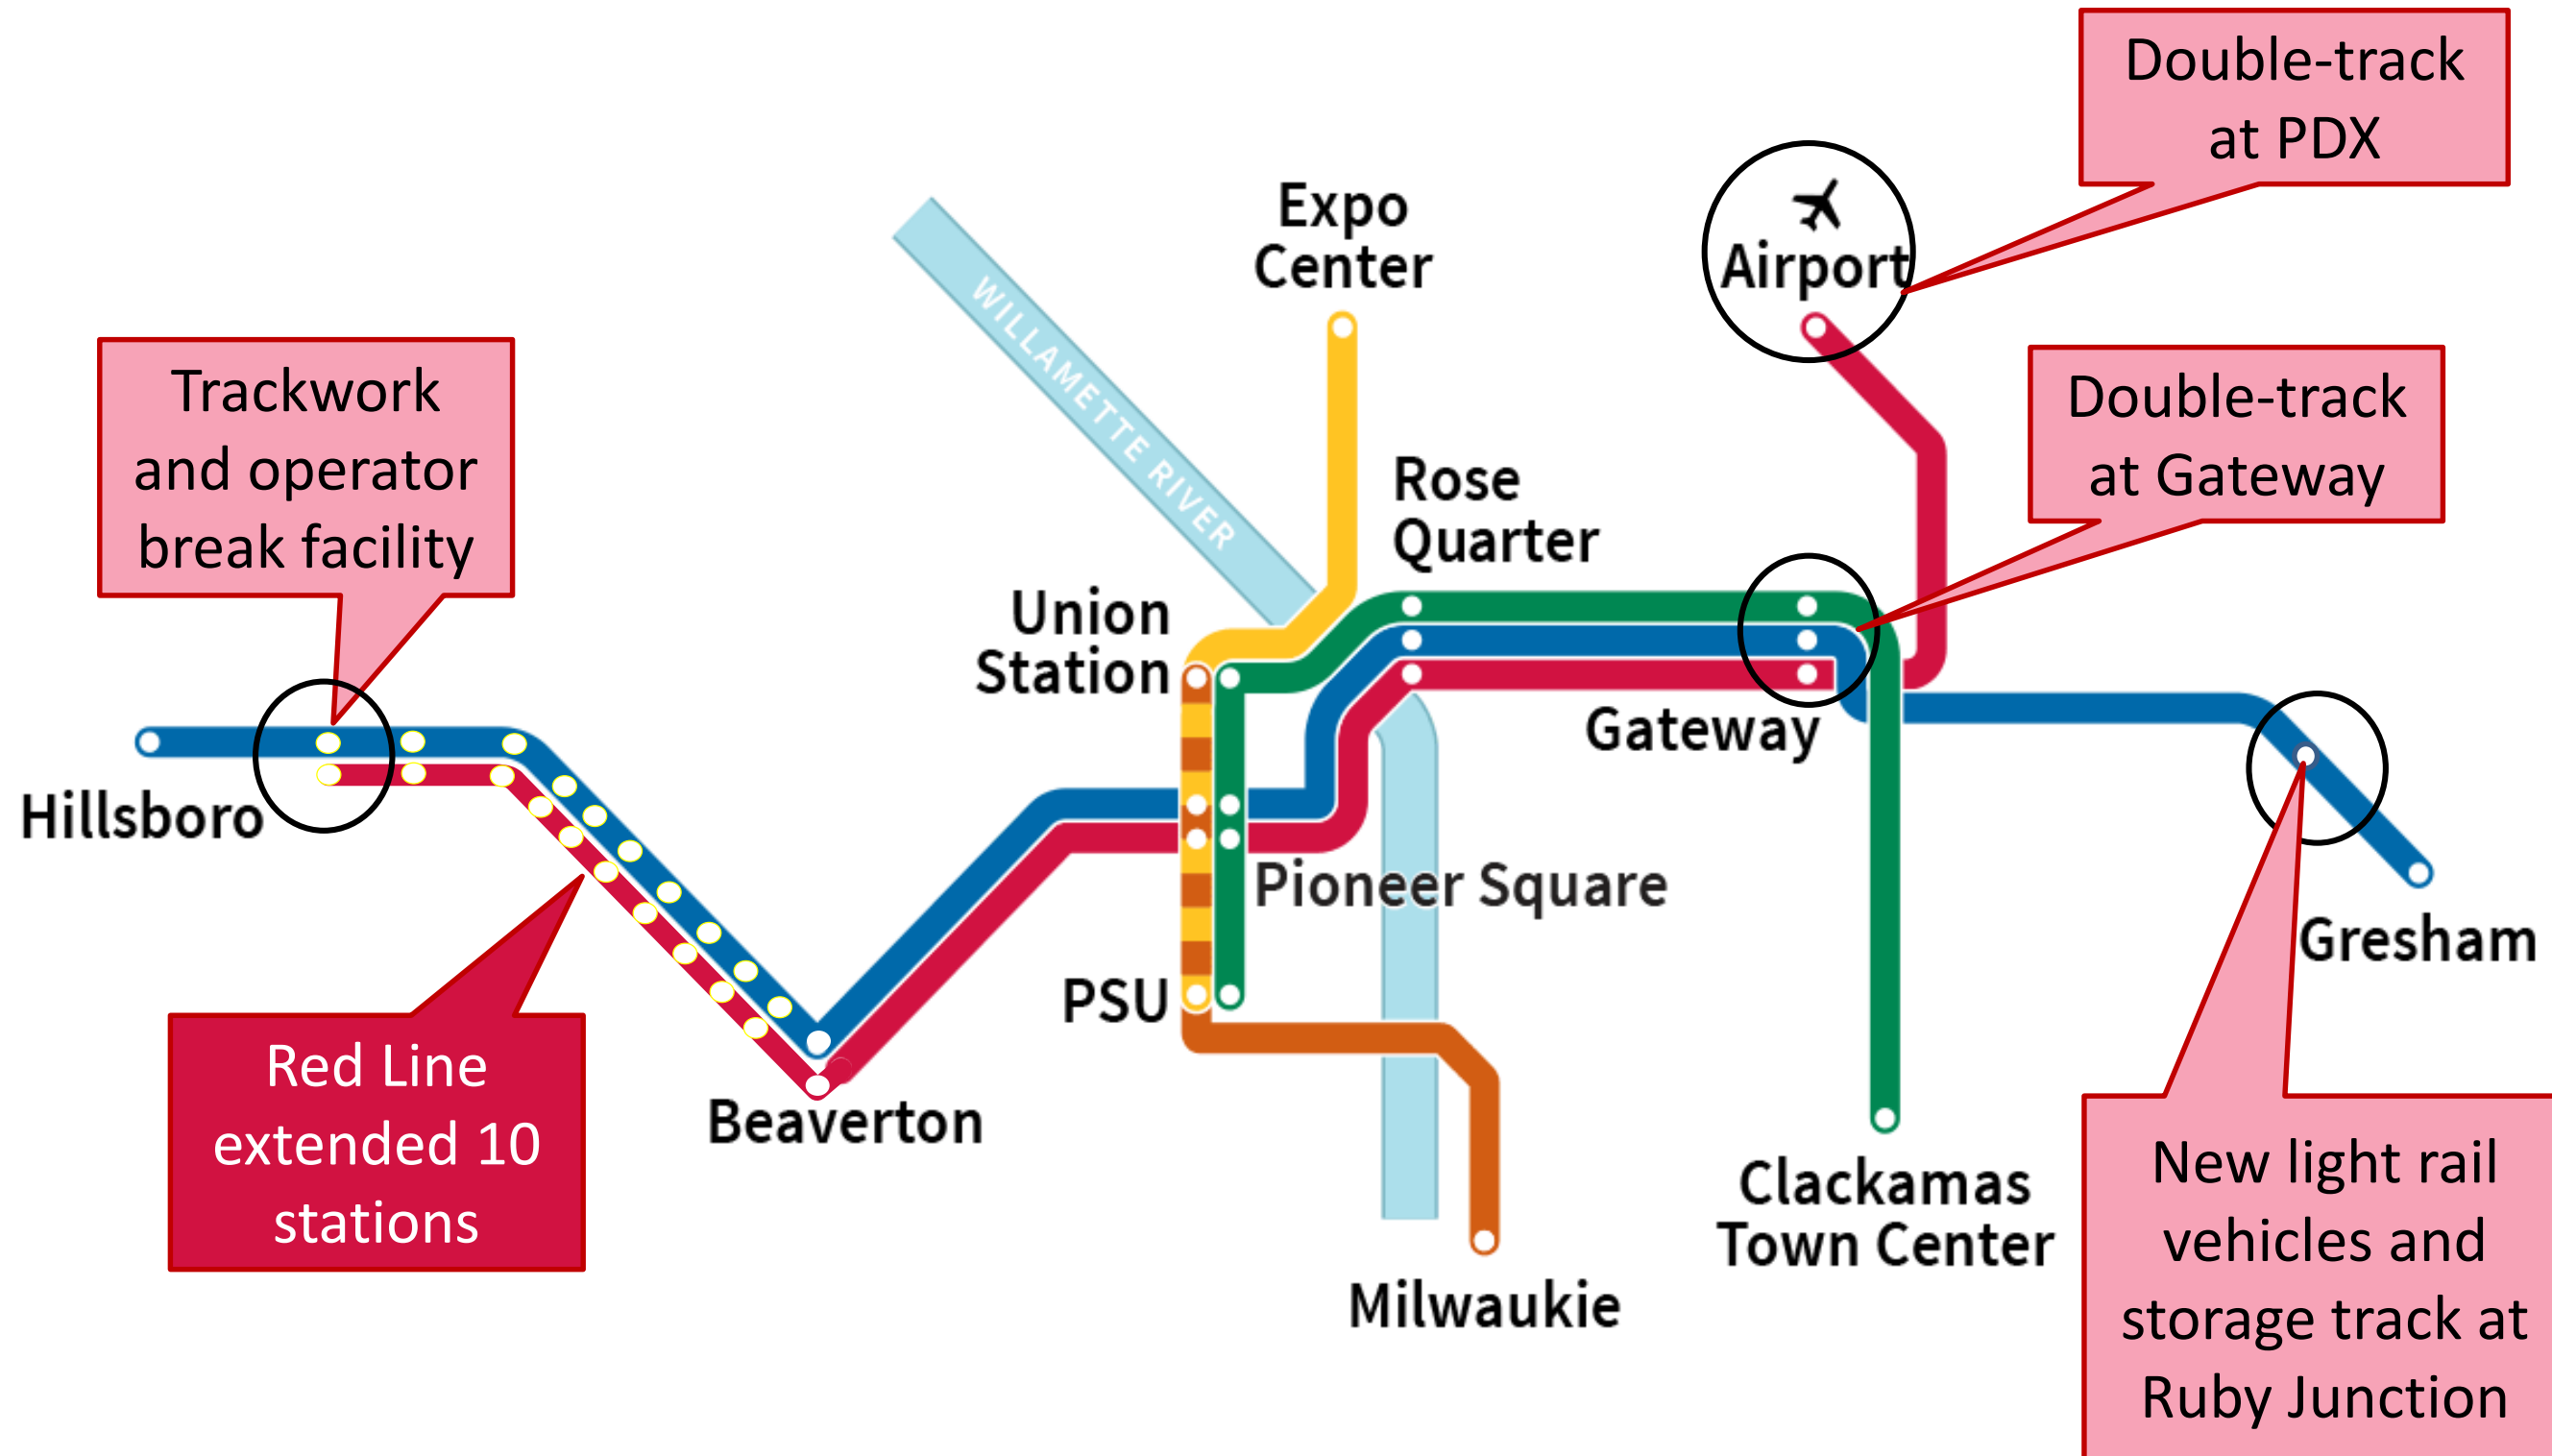 Double-track
at PDX
Expo
Center
Airport
WILLAMETTE RIVER
Trackwork
and operator
break facility
Double-track
at Gateway
Rose
Quarter
Union
Station
Gateway
Hillsboro
Pioneer Square
Gresham
PSU
Red Line
extended 10
stations
Beaverton
Clackamas
Town Center
New light rail
vehicles and
storage track at
Ruby Junction
Milwaukie